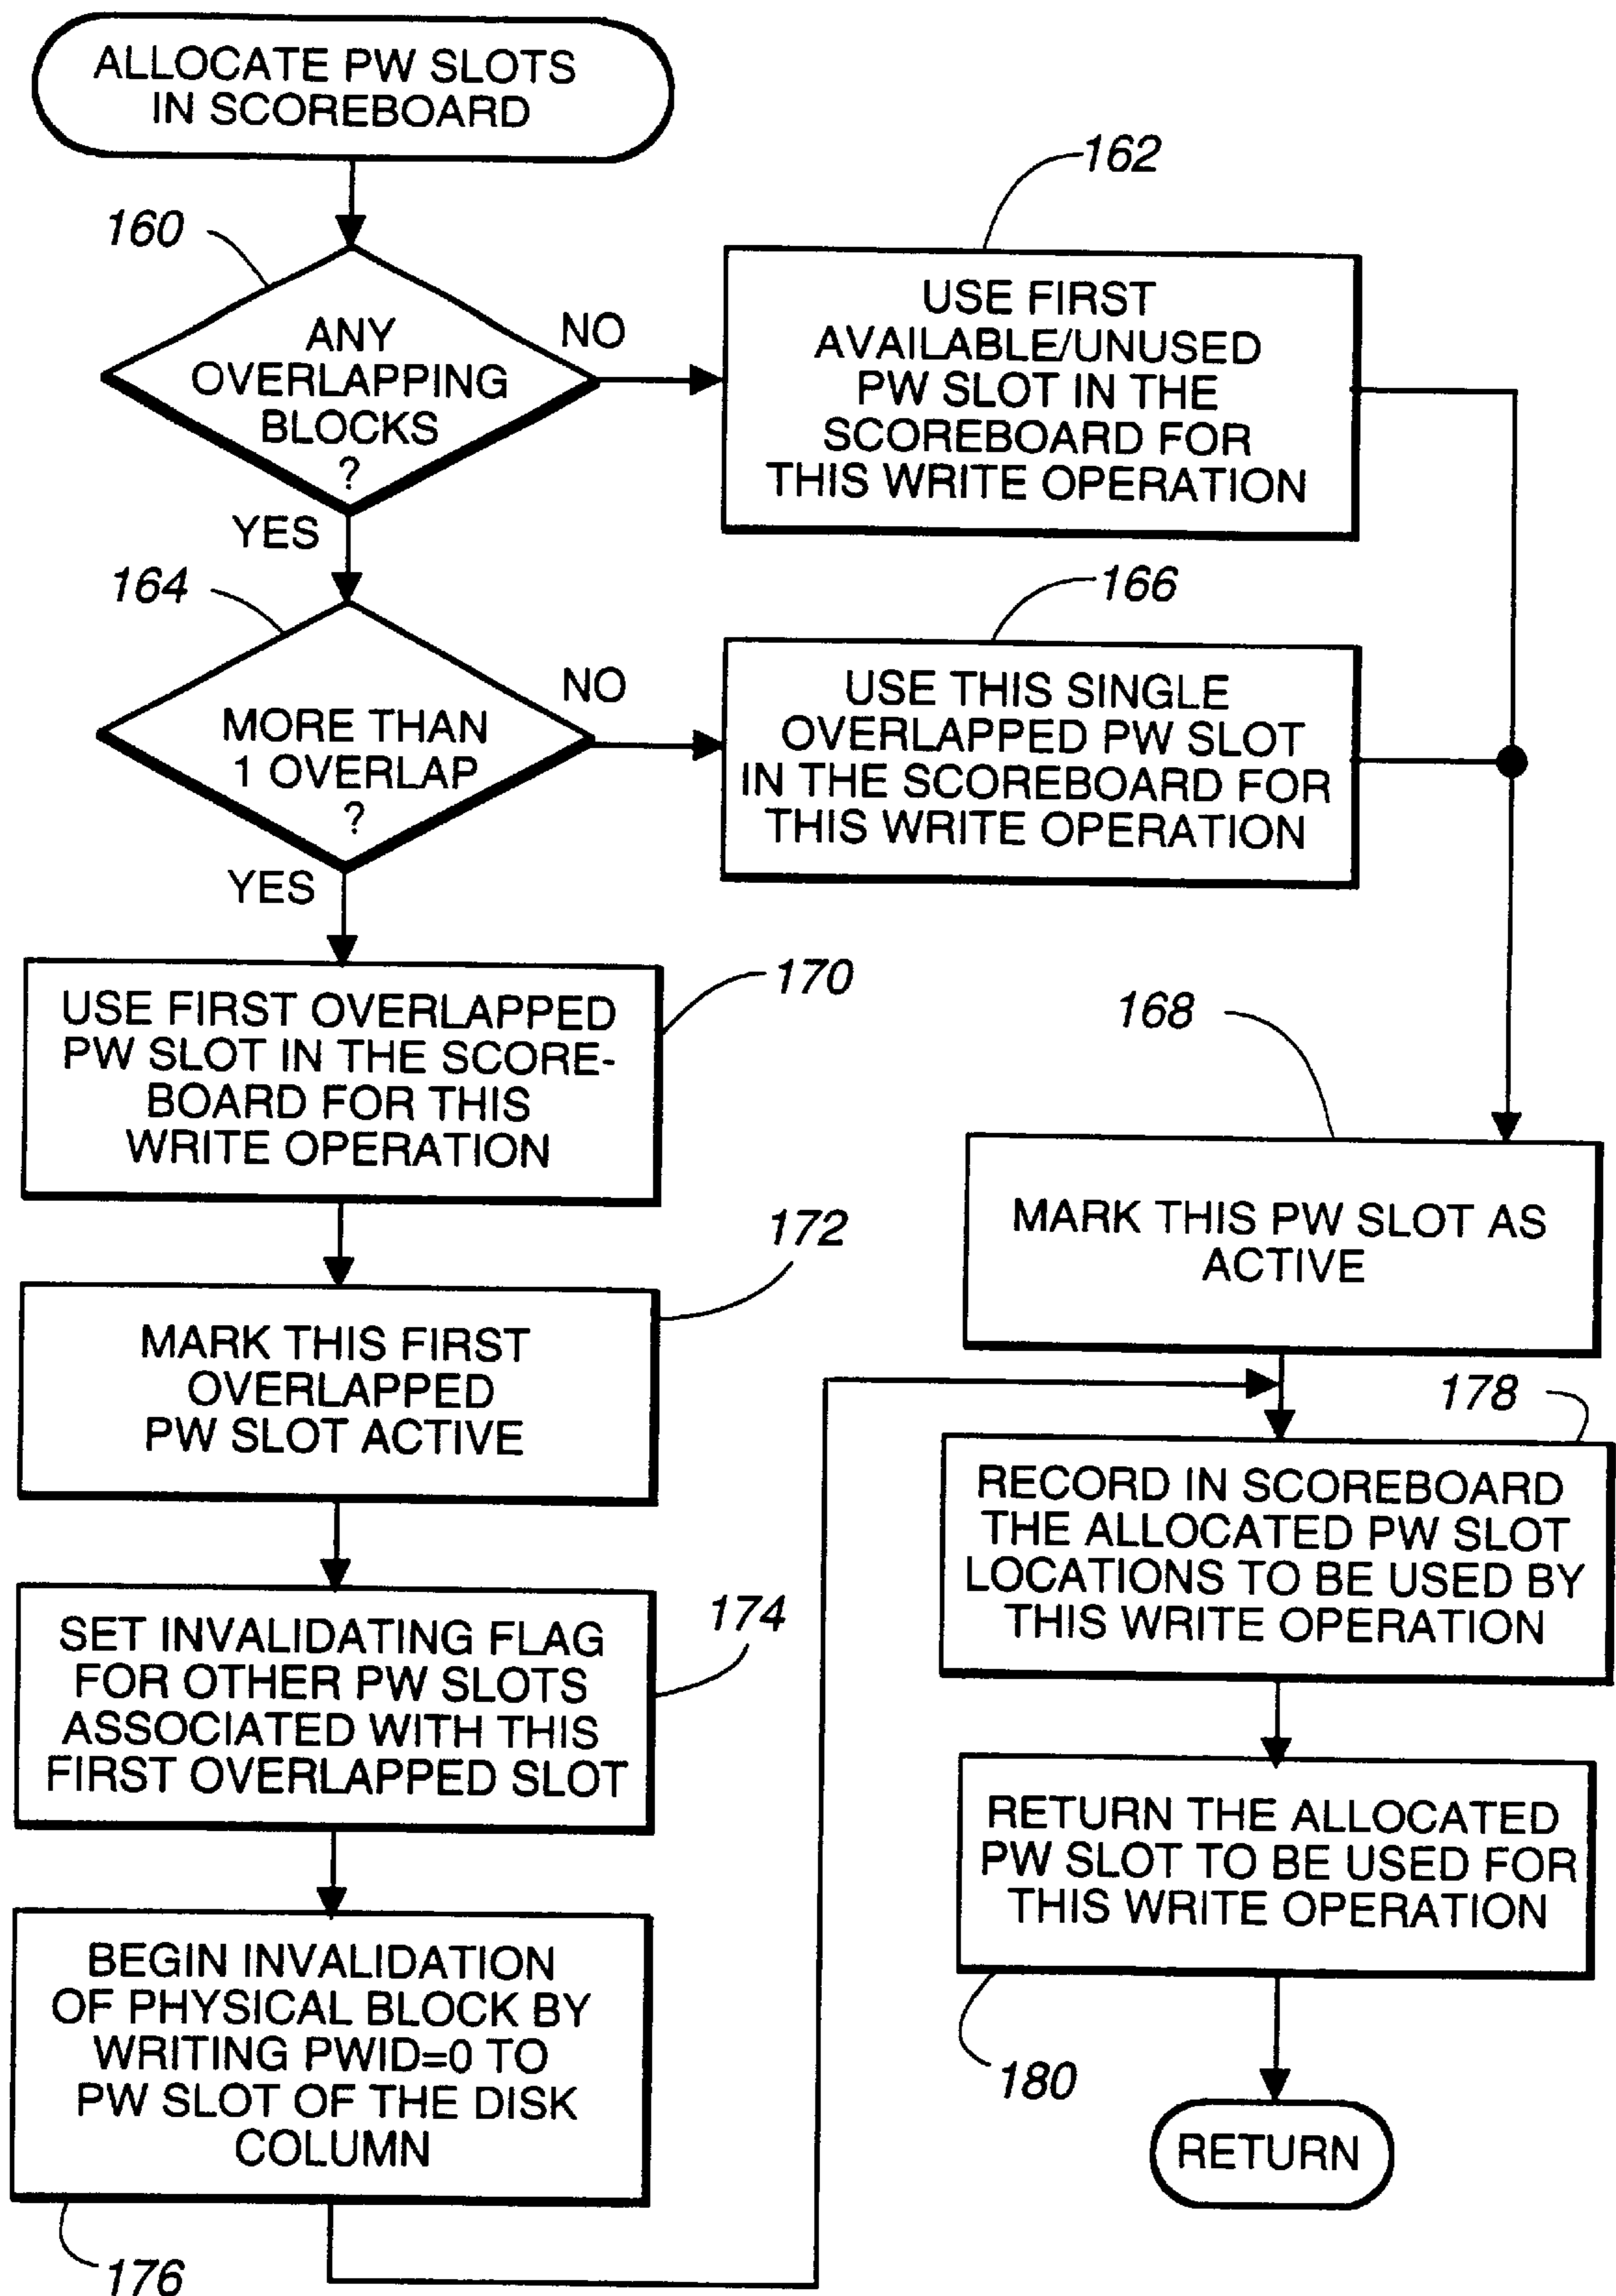 ALLOCATE PW SLOTS
IN SCOREBOARD
160
ANY
OVERLAPPING
BLOCKS
?
NO
YES
162
USE FIRST
AVAILABLE/UNUSED
PW SLOT IN THE
SCOREBOARD FOR
THIS WRITE OPERATION
164
MORE THAN
1 OVERLAP
?
NO
YES
166
USE THIS SINGLE
OVERLAPPED PW SLOT
IN THE SCOREBOARD FOR
THIS WRITE OPERATION
170
USE FIRST OVERLAPPED
PW SLOT IN THE SCORE-
BOARD FOR THIS
WRITE OPERATION
172
MARK THIS FIRST
OVERLAPPED
PW SLOT ACTIVE
174
SET INVALIDATING FLAG
FOR OTHER PW SLOTS
ASSOCIATED WITH THIS
FIRST OVERLAPPED SLOT
BEGIN INVALIDATION
OF PHYSICAL BLOCK BY
WRITING PWID=0 TO
PW SLOT OF THE DISK
COLUMN
176
168
MARK THIS PW SLOT AS
ACTIVE
178
RECORD IN SCOREBOARD
THE ALLOCATED PW SLOT
LOCATIONS TO BE USED BY
THIS WRITE OPERATION
RETURN THE ALLOCATED
PW SLOT TO BE USED FOR
THIS WRITE OPERATION
180
RETURN